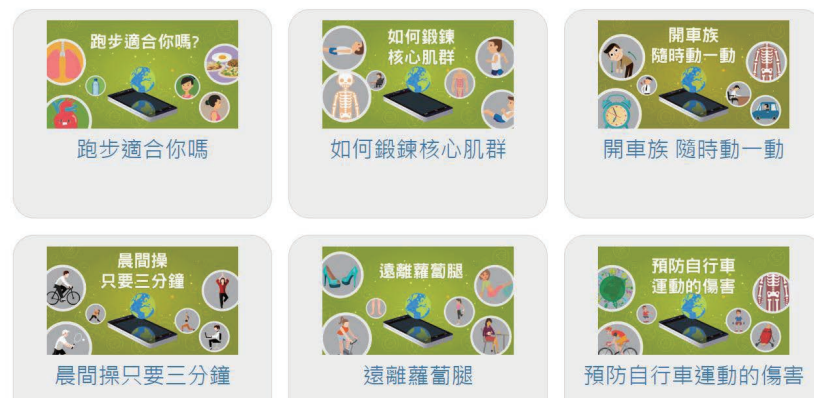 跑步適合你嗎?
跑步適合你嗎
如何鍛鍊
核心肌群
如何鍛鍊核心肌群
開車族
隨時動一動
開車族 隨時動一動
晨間操
只要三分鐘
晨間操只要三分鐘
遠離蘿蔔腿
遠離蘿蔔腿
預防自行車
運動的傷害
預防自行車運動的傷害